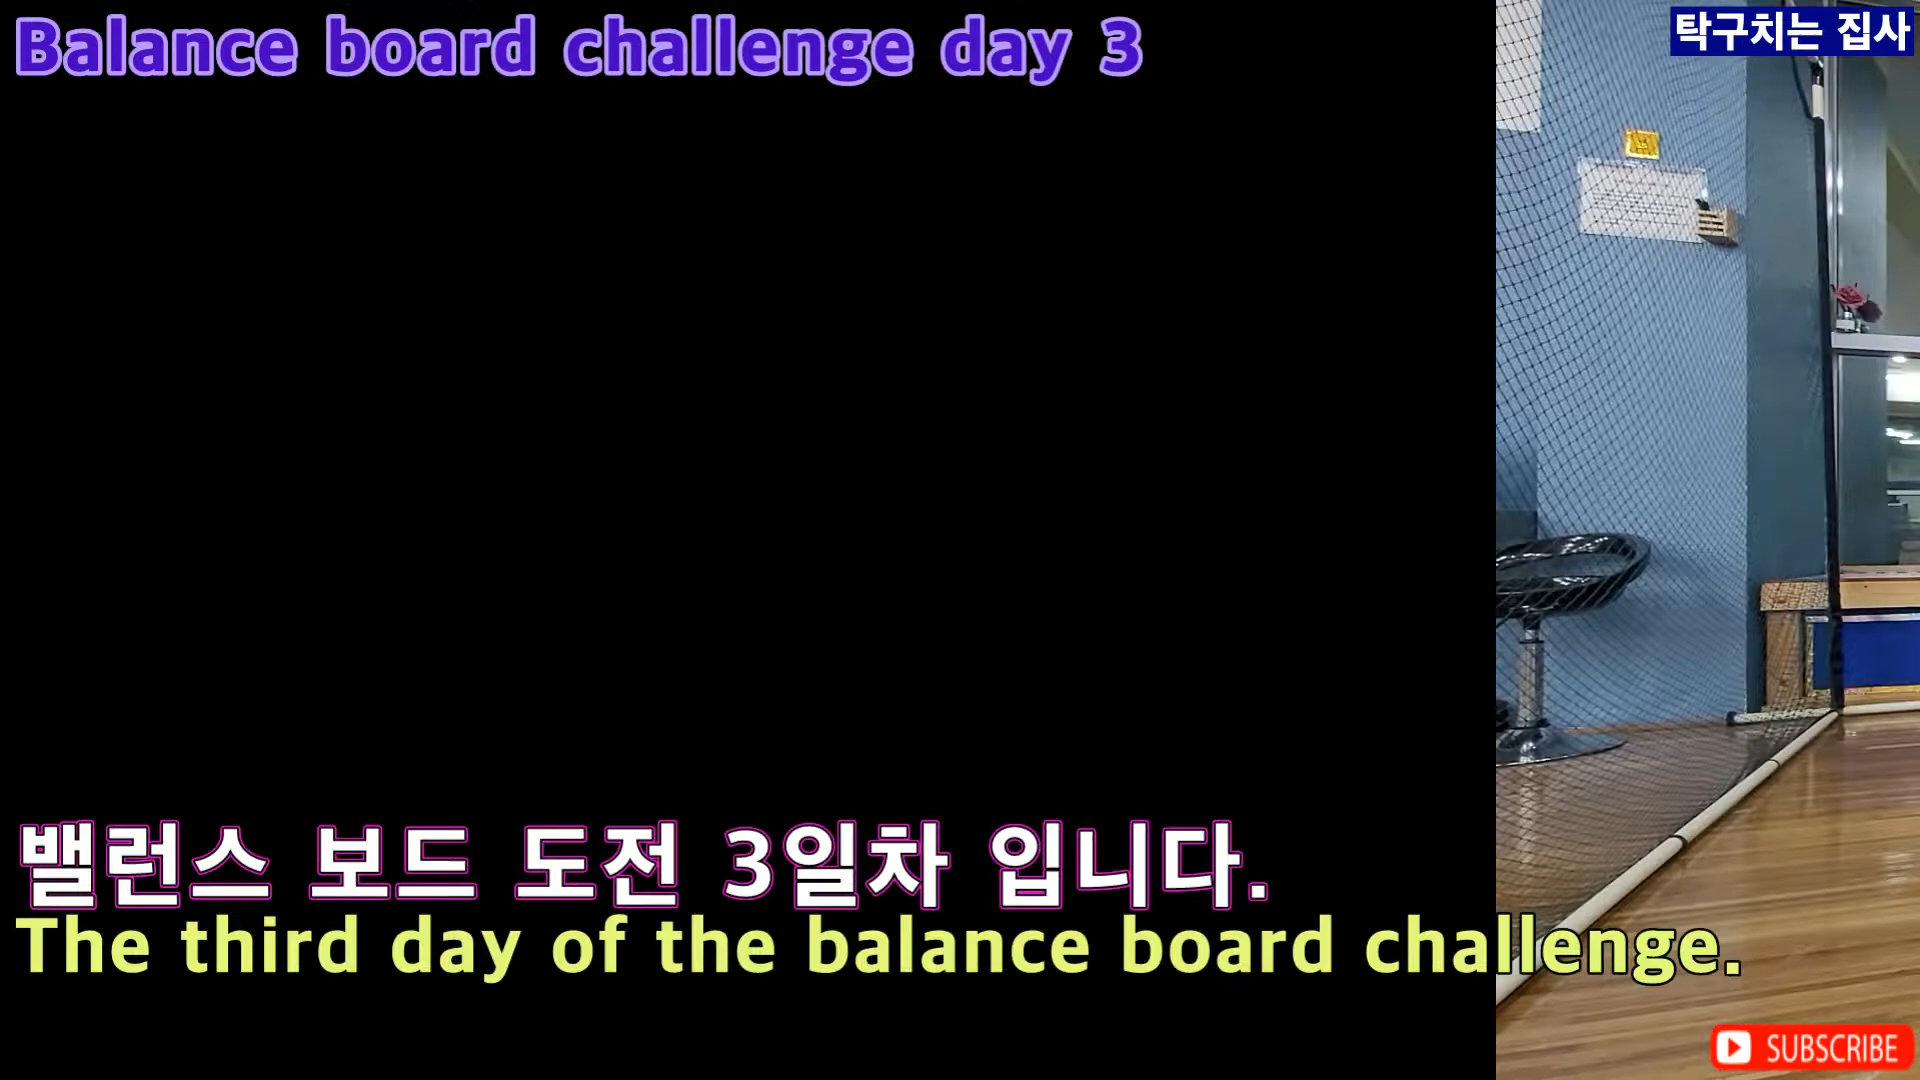 Balance board challenge day 3
탁구치는 집사
밸런스 보드 도전 3일차 입니다.
The third day of the balance board challenge.
SUBSCRIBE